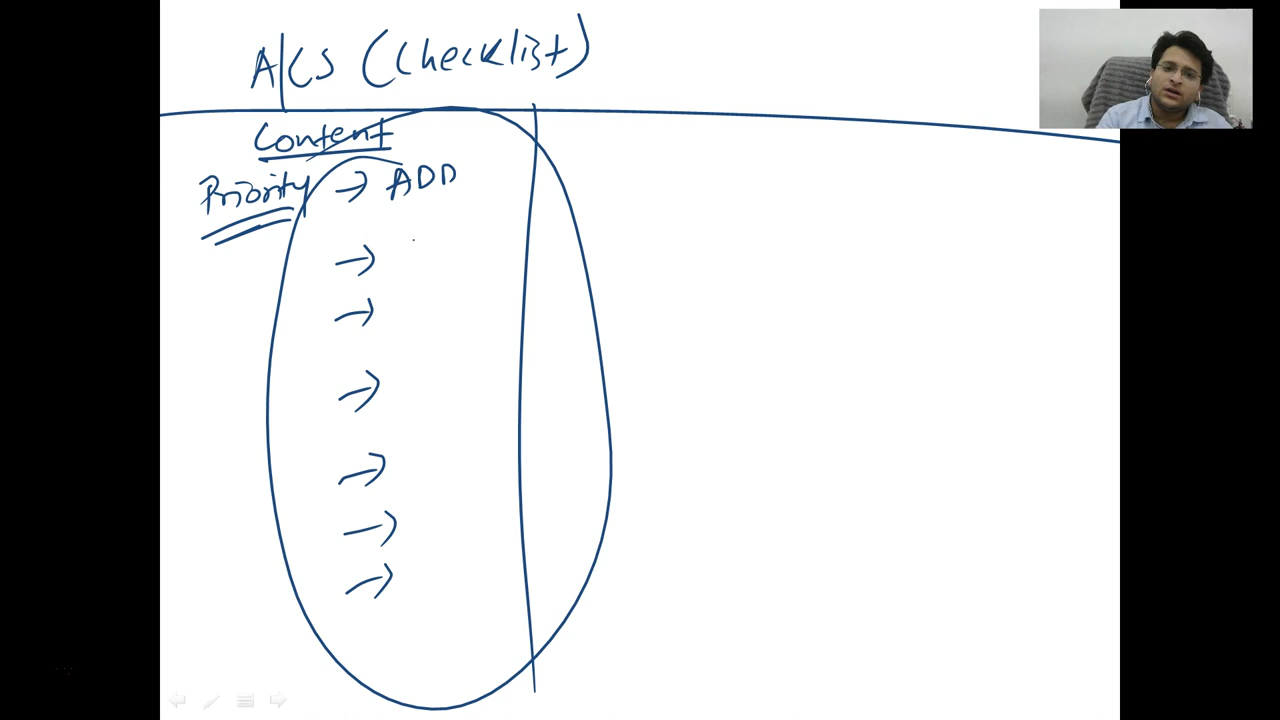 A/CS (Checklist)
Content
Priority → ADD
→
→
→
→
→
→